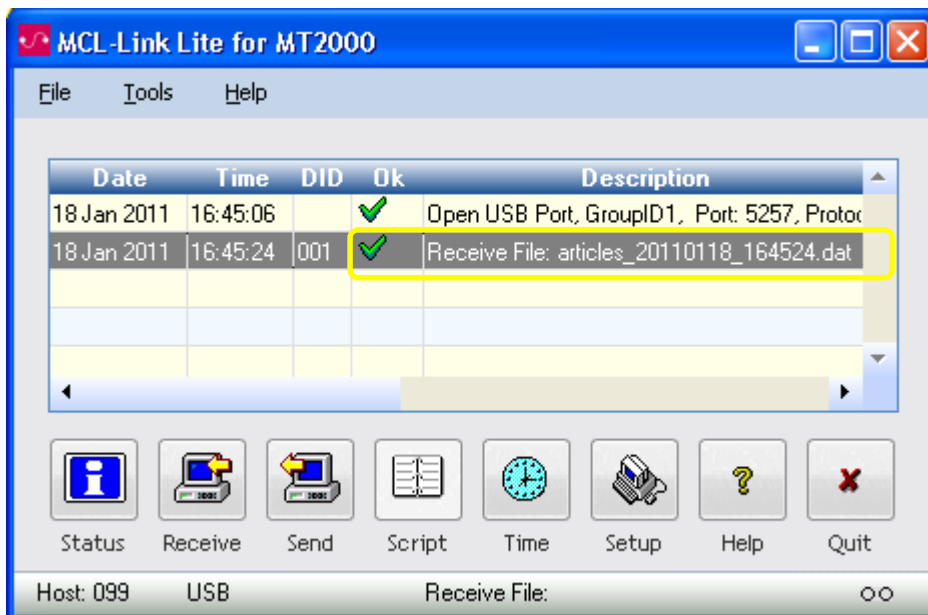 MCL-Link Lite for MT2000
File Tools Help
Date Time DID Ok Description
18 Jan 2011 16:45:06 Open USB Port, GroupID1, Port: 5257, Protoc
18 Jan 2011 16:45:24 001 Receive File: articles_20110118_164524.dat
Status Receive Send Script Time Setup Help Quit
Host: 099 USB Receive File: